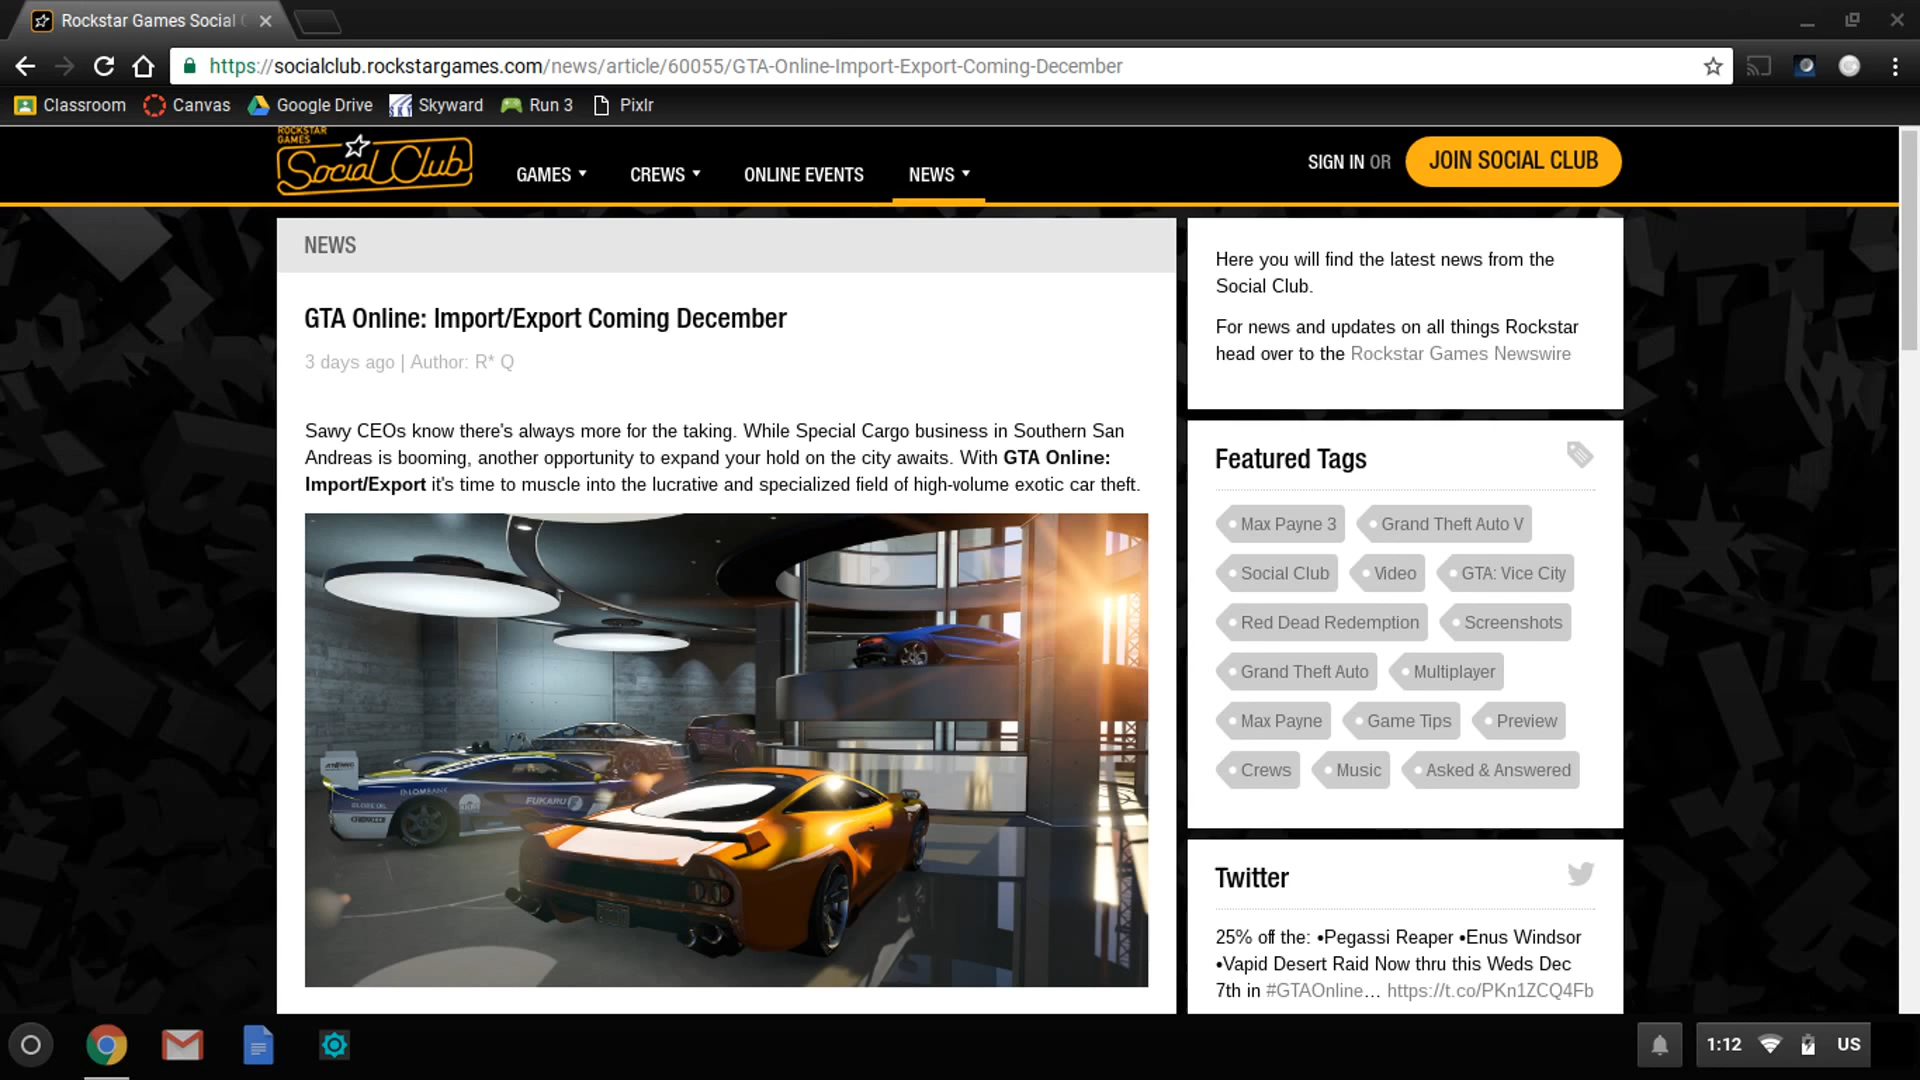 Rockstar Games Social
https://socialclub.rockstargames.com/news/article/60055/GTA-Online-Import-Export-Coming-December
Classroom Canvas Google Drive Skyward Run 3 Pixlr
ROCKSTAR
GAMES
Social Club
GAMES CREWS ONLINE EVENTS NEWS
SIGN IN OR JOIN SOCIAL CLUB
NEWS
GTA Online: Import/Export Coming December
3 days ago | Author: R* Q
Savvy CEOs know there's always more for the taking. While Special Cargo business in Southern San
Andreas is booming, another opportunity to expand your hold on the city awaits. With GTA Online:
Import/Export it's time to muscle into the lucrative and specialized field of high-volume exotic car theft.
GLOBE OIL
FUKARU
Here you will find the latest news from the
Social Club.
For news and updates on all things Rockstar
head over to the Rockstar Games Newswire
Featured Tags
Max Payne 3 Grand Theft Auto V
Social Club Video GTA: Vice City
Red Dead Redemption Screenshots
Grand Theft Auto Multiplayer
Max Payne Game Tips Preview
Crews Music Asked & Answered
Twitter
25% off the: •Pegassi Reaper •Enus Windsor
•Vapid Desert Raid Now thru this Weds Dec
7th in #GTAOnline… https://t.co/PKn1ZCQ4Fb
1:12 US